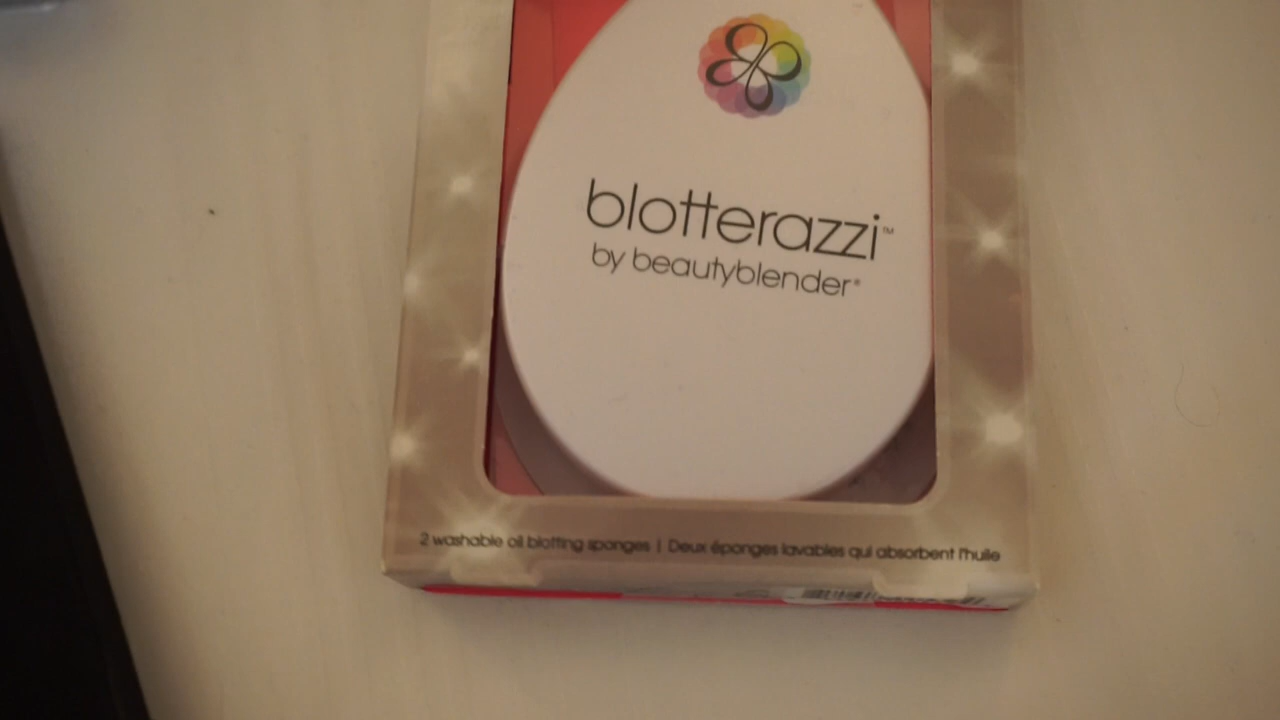 blotterazzi™
by beautyblender®
2 washable oil blotting sponges | Deux éponges lavables qui absorbent l'huile